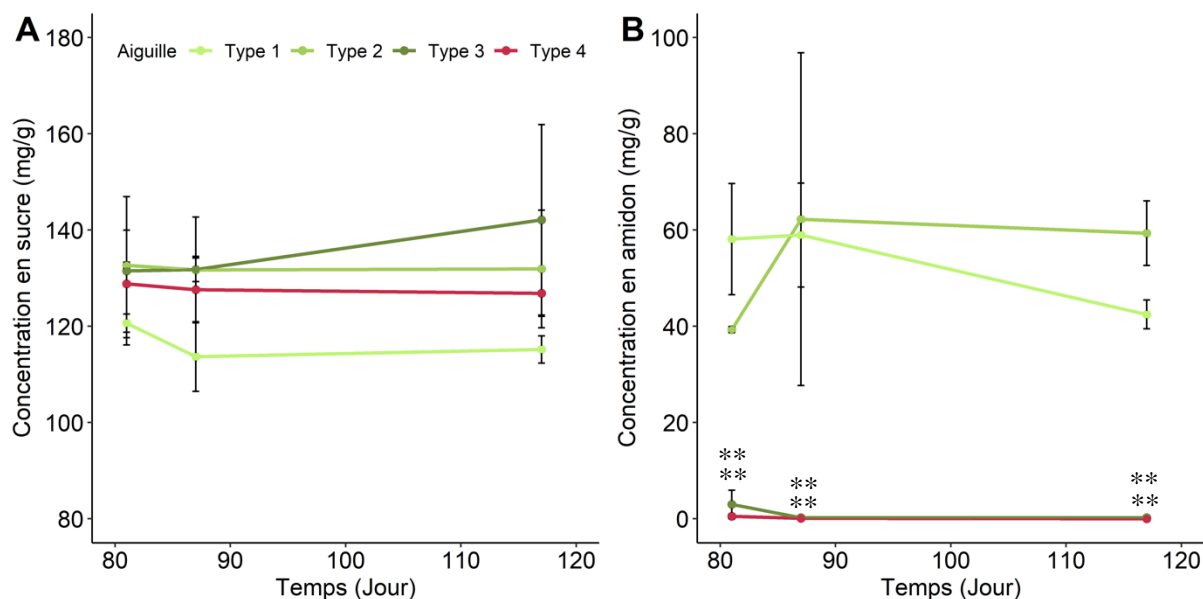 A
Aiguille Type 1 Type 2 Type 3 Type 4
Concentration en sucre (mg/g)
180
160
140
120
100
80
80 90 100 110 120
Temps (Jour)
B
Concentration en amidon (mg/g)
100
80
60
40
20
0
** ** **
** ** **
80 90 100 110 120
Temps (Jour)